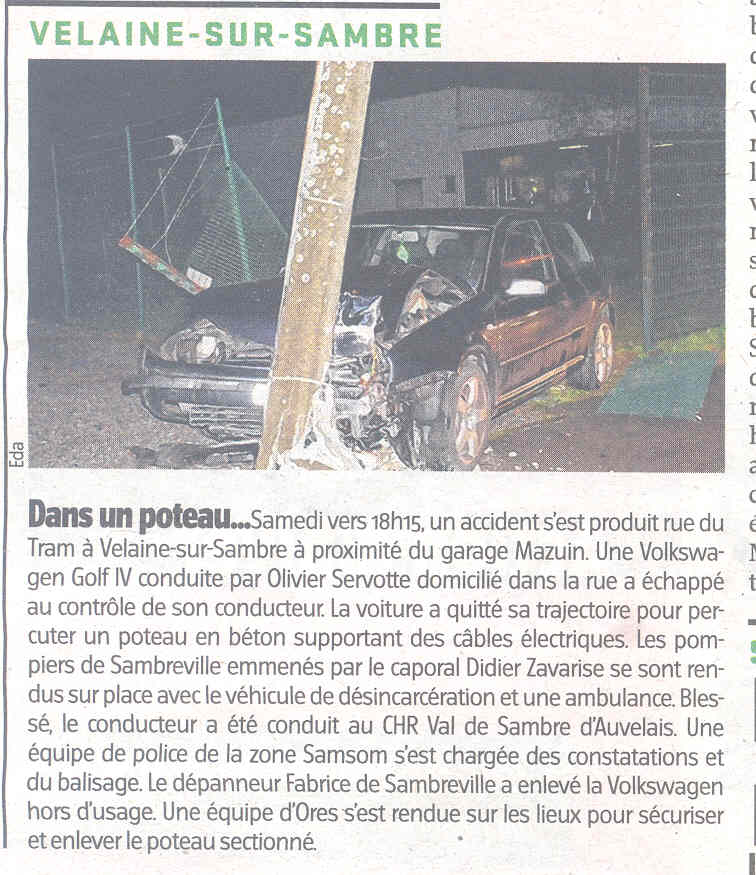 VELAINE-SUR-SAMBRE
Eda
Dans un poteau...Samedi vers 18h15, un accident s'est produit rue du
Tram à Velaine-sur-Sambre à proximité du garage Mazuin. Une Volkswa-
gen Golf IV conduite par Olivier Servotte domicilié dans la rue a échappé
au contrôle de son conducteur. La voiture a quitté sa trajectoire pour per-
cuter un poteau en béton supportant des câbles électriques. Les pom-
piers de Sambreville emmenés par le caporal Didier Zavarise se sont ren-
dus sur place avec le véhicule de désincarcération et une ambulance. Bles-
sé, le conducteur a été conduit au CHR Val de Sambre d'Auvelais. Une
équipe de police de la zone Samsom s'est chargée des constatations et
du balisage. Le dépanneur Fabrice de Sambreville a enlevé la Volkswagen
hors d'usage. Une équipe d'Ores s'est rendue sur les lieux pour sécuriser
et enlever le poteau sectionné.